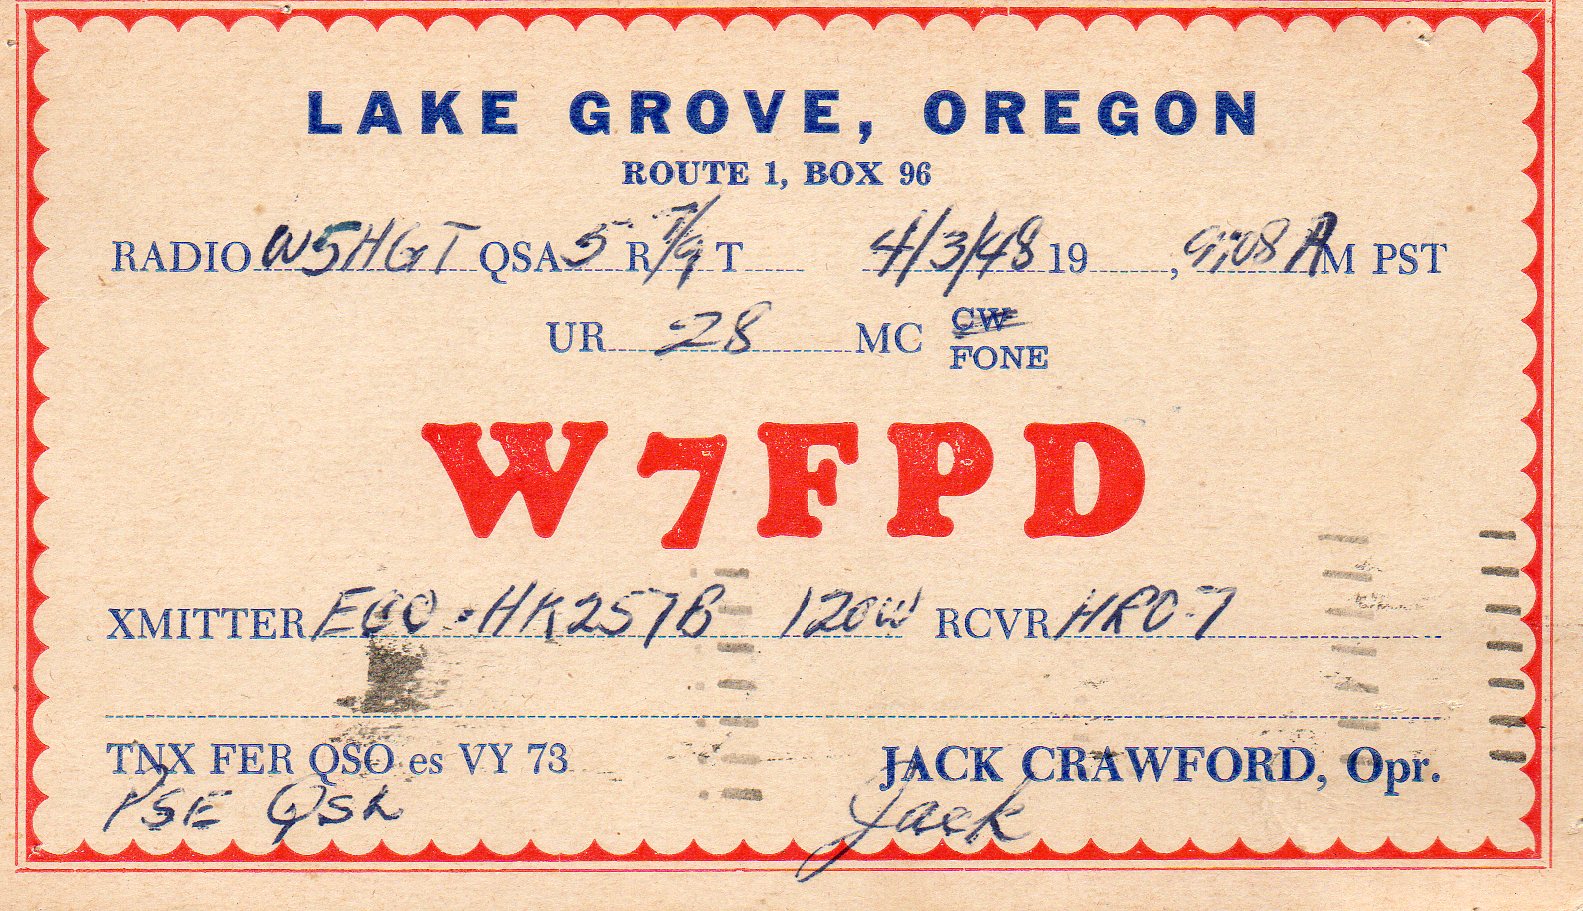 LAKE GROVE, OREGON
ROUTE 1, BOX 96
RADIO W5HGT QSA 5 R 7/9 T 4/3/48 19 , 9:08 A M PST
UR 28 MC CW
FONE
W7FPD
XMITTER ECO - HK257B 120W RCVR HRO-7
TNX FER QSO es VY 73 JACK CRAWFORD, Opr.
PSE QSL Jack